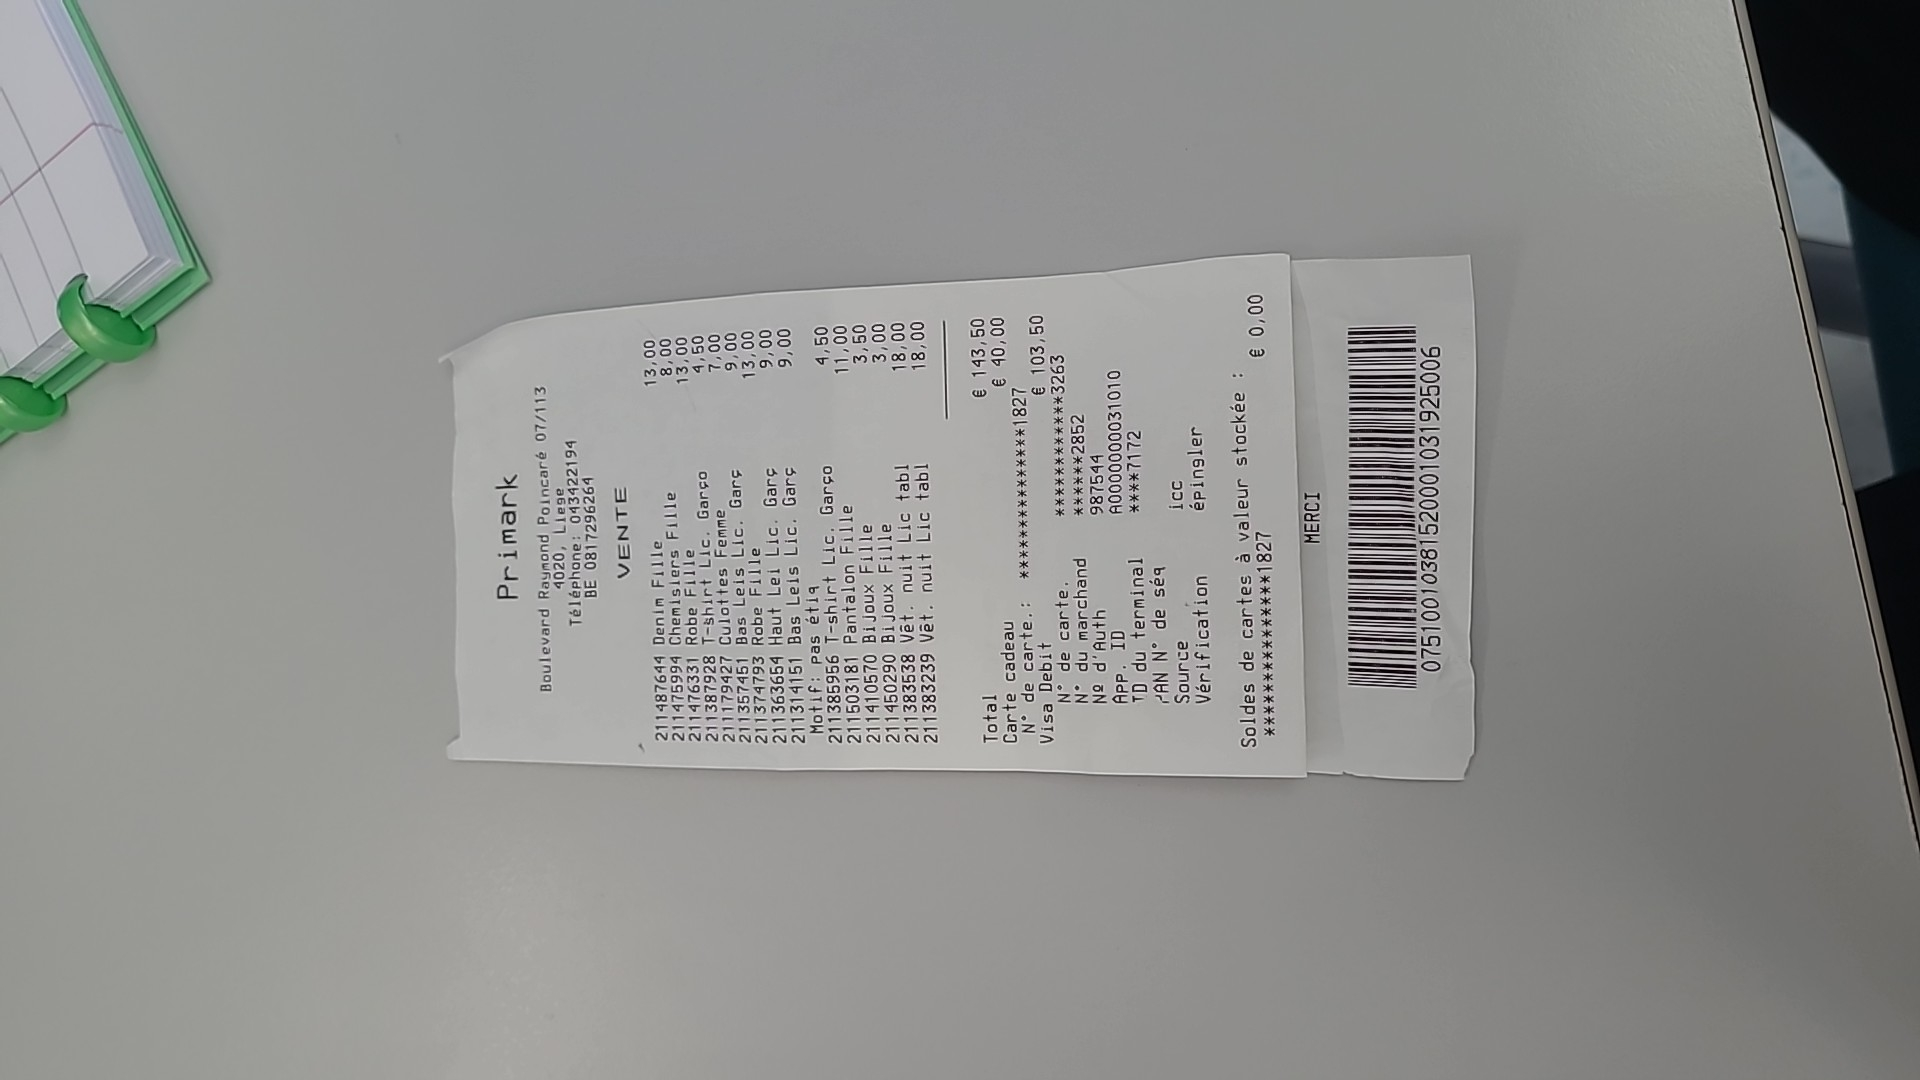 Primark
Boulevard Raymond Poincaré 07/113
4020, Liege
Téléphone: 043422194
BE 0817296264
VENTE
211487644 Denim Fille 13,00
211475994 Chemisiers Fille 8,00
211476331 Robe Fille 13,00
211387928 T-shirt Lic. Garço 4,50
211179427 Culottes Femme 7,00
211357451 Bas Leis Lic. Garç 9,00
211374793 Robe Fille 13,00
211363654 Haut Lei Lic. Garç 9,00
211314151 Bas Leis Lic. Garç 9,00
Motif: pas étiq
211385956 T-shirt Lic. Garço 4,50
211503181 Pantalon Fille 11,00
211410570 Bijoux Fille 3,50
211450290 Bijoux Fille 3,00
211383538 Vêt. nuit Lic tabl 18,00
211383239 Vêt. nuit Lic tabl 18,00
Total € 143,50
Carte cadeau € 40,00
N° de carte.: ***************1827
Visa Debit € 103,50
N° de carte. ************3263
N° du marchand ******2852
Nº d'Auth 987544
App. ID A0000000031010
ID du terminal ****7172
PAN N° de séq
Source icc
Vérification épingler
Soldes de cartes à valeur stockée :
***************1827 € 0,00
MERCI
07510010381520001031925006